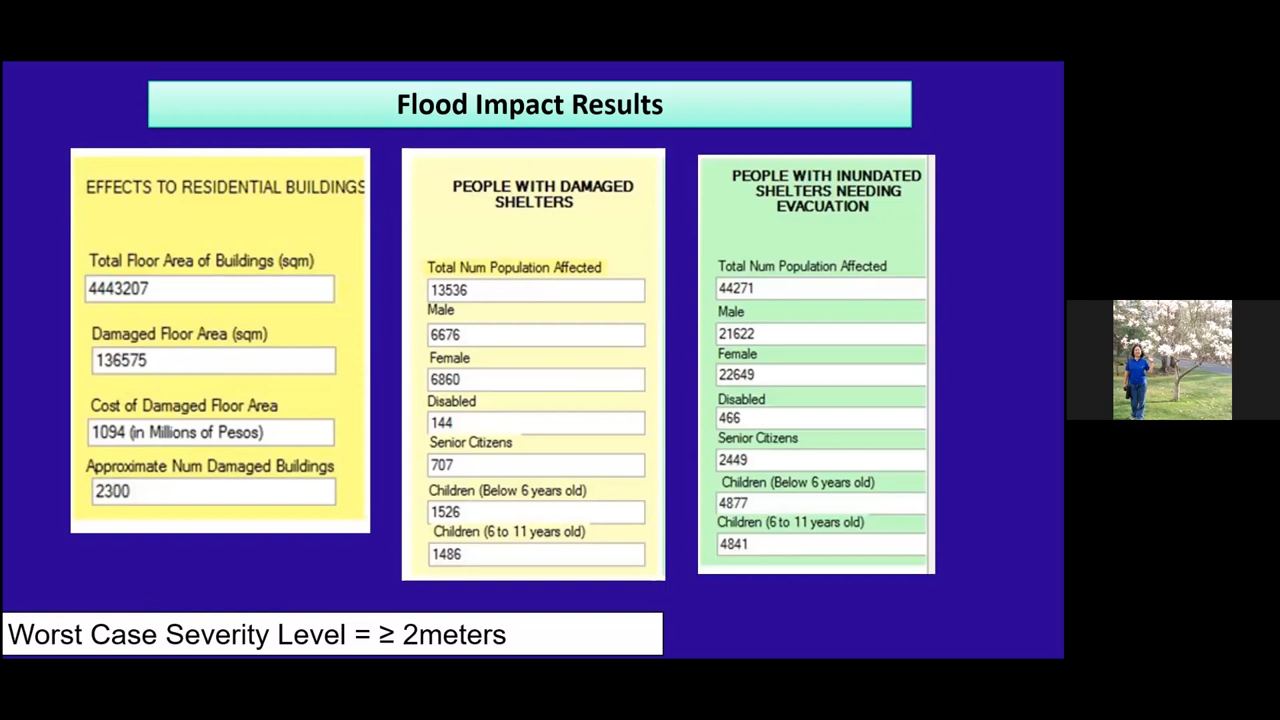 Flood Impact Results
EFFECTS TO RESIDENTIAL BUILDINGS
Total Floor Area of Buildings (sqm)
4443207
Damaged Floor Area (sqm)
136575
Cost of Damaged Floor Area
1094 (in Millions of Pesos)
Approximate Num Damaged Buildings
2300
PEOPLE WITH DAMAGED
SHELTERS
Total Num Population Affected
13536
Male
6676
Female
6860
Disabled
144
Senior Citizens
707
Children (Below 6 years old)
1526
Children (6 to 11 years old)
1486
PEOPLE WITH INUNDATED
SHELTERS NEEDING
EVACUATION
Total Num Population Affected
44271
Male
21622
Female
22649
Disabled
466
Senior Citizens
2449
Children (Below 6 years old)
4877
Children (6 to 11 years old)
4841
Worst Case Severity Level = ≥ 2meters